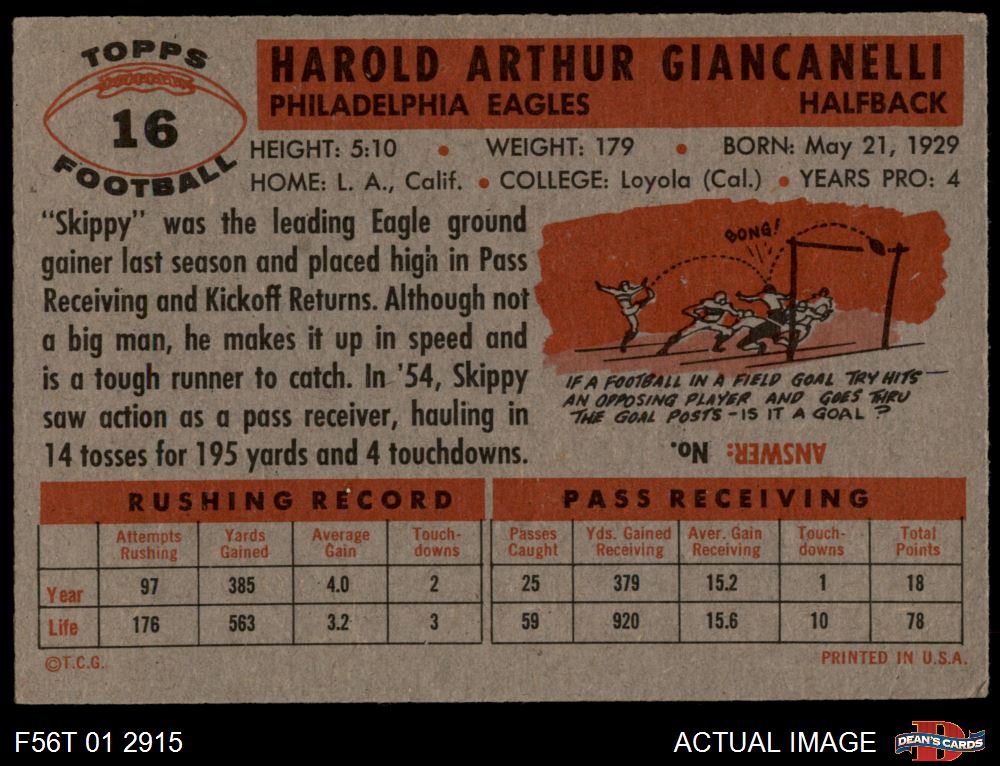 TOPPS
16
FOOTBALL
HAROLD ARTHUR GIANCANELLI
PHILADELPHIA EAGLES HALFBACK
HEIGHT: 5:10 • WEIGHT: 179 • BORN: May 21, 1929
HOME: L. A., Calif. • COLLEGE: Loyola (Cal.) • YEARS PRO: 4
"Skippy" was the leading Eagle ground
gainer last season and placed high in Pass
Receiving and Kickoff Returns. Although not
a big man, he makes it up in speed and
is a tough runner to catch. In '54, Skippy
saw action as a pass receiver, hauling in
14 tosses for 195 yards and 4 touchdowns.
BONG!
IF A FOOTBALL IN A FIELD GOAL TRY HITS
AN OPPOSING PLAYER AND GOES THRU
THE GOAL POSTS - IS IT A GOAL ?
ANSWER: No.
RUSHING RECORD PASS RECEIVING
Attempts Yards Average Touch- Passes Yds. Gained Aver. Gain Touch- Total
Rushing Gained Gain downs Caught Receiving Receiving downs Points
Year 97 385 4.0 2 25 379 15.2 1 18
Life 176 563 3.2 3 59 920 15.6 10 78
©T.C.G. PRINTED IN U.S.A.
F56T 01 2915 ACTUAL IMAGE DEAN'S CARDS